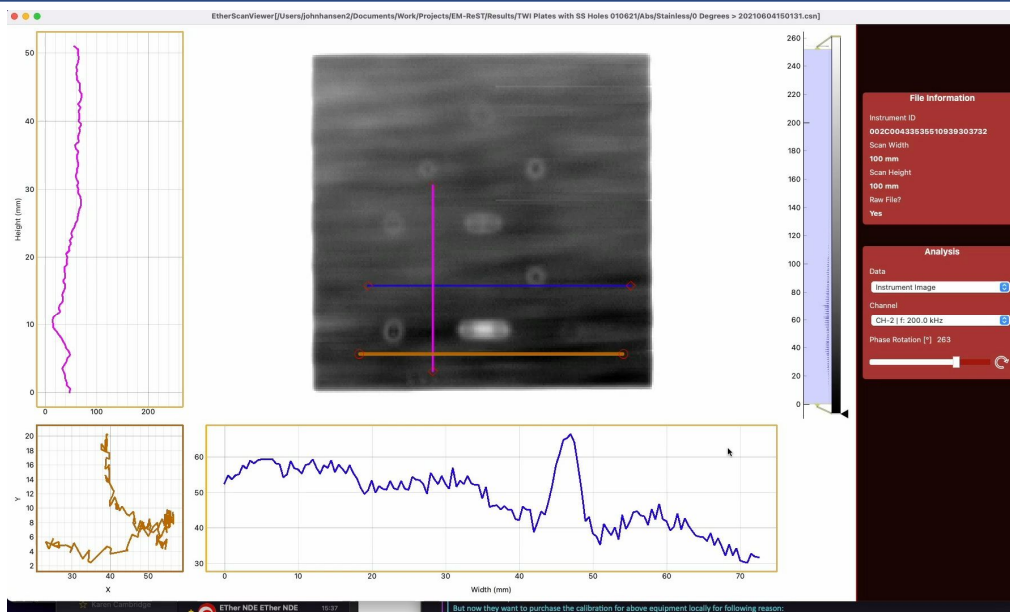 EtherScanViewer[/Users/johnhansen2/Documents/Work/Projects/EM-ReST/Results/TWI Plates with SS Holes 010621/Abs/Stainless/0 Degrees > 20210604150131.csn]
50
40
30
20
10
0
Height (mm)
0 100 200
260
240
220
200
180
160
140
120
100
80
60
40
20
0
File Information
Instrument ID
002C00433535510939303732
Scan Width
100 mm
Scan Height
100 mm
Raw File?
Yes
Analysis
Data
Instrument Image
Channel
CH-2 | f: 200.0 kHz
Phase Rotation [°] 263
20
18
16
14
12
10
8
6
4
2
Y
30 40 50
X
60
50
40
30
0 10 20 30 40 50 60 70
Width (mm)
Karen Cambridge
ETher NDE ETher NDE 15:37
But now they want to purchase the calibration for above equipment locally for following reason: